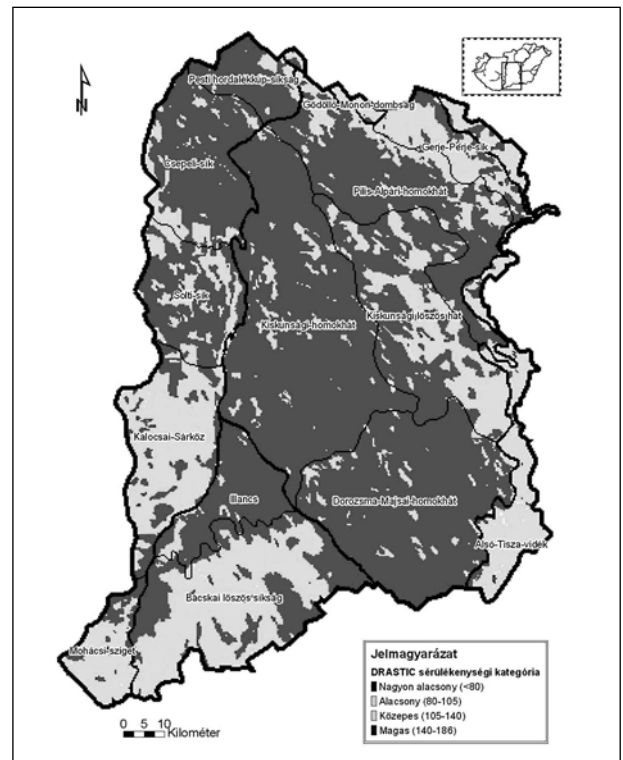 Pesti hordalékkúp-síkság
Gödöllő-Monori-dombság
Csepeli-sík
Gerje-Perje-sík
Pilis-Alpári-homokhát
Solti-sík
Kiskunsági-homokhát
Kiskunsági löszös hát
Kalocsai-Sárköz
Illancs
Dorozsma-Majsai-homokhát
Alsó-Tisza-vidék
Bácskai löszös síkság
Mohácsi-sziget
N
Jelmagyarázat
DRASTIC sérülékenységi kategória
Nagyon alacsony (<80)
Alacsony (80-105)
Közepes (105-140)
Magas (140-186)
0 5 10
Kilométer